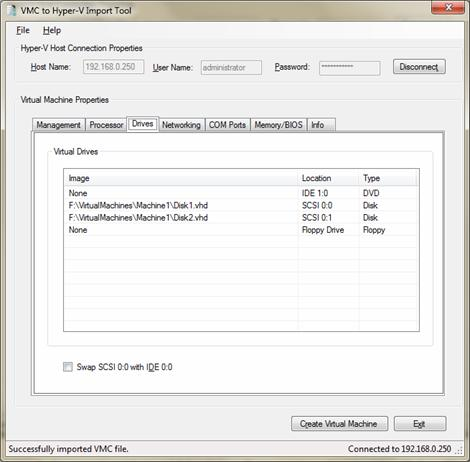 VMC to Hyper-V Import Tool
File Help
Hyper-V Host Connection Properties
Host Name: 192.168.0.250 User Name: administrator Password: *********** Disconnect
Virtual Machine Properties
Management Processor Drives Networking COM Ports Memory/BIOS Info
Virtual Drives
Image Location Type
None IDE 1:0 DVD
F:\VirtualMachines\Machine1\Disk1.vhd SCSI 0:0 Disk
F:\VirtualMachines\Machine1\Disk2.vhd SCSI 0:1 Disk
None Floppy Drive Floppy
Swap SCSI 0:0 with IDE 0:0
Create Virtual Machine Exit
Successfully imported VMC file. Connected to 192.168.0.250